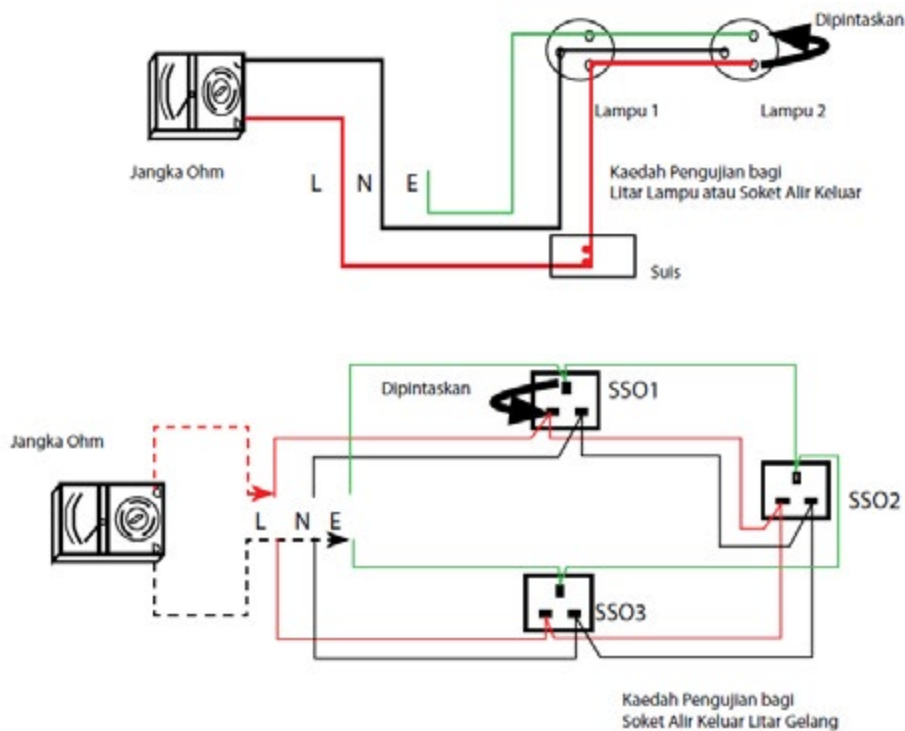 Dipintaskan
Lampu 1
Lampu 2
Jangka Ohm
L N E
Kaedah Pengujian bagi
Litar Lampu atau Soket Alir Keluar
Suis
Dipintaskan
SSO1
Jangka Ohm
L N E
SSO2
SSO3
Kaedah Pengujian bagi
Soket Alir Keluar Litar Gelang